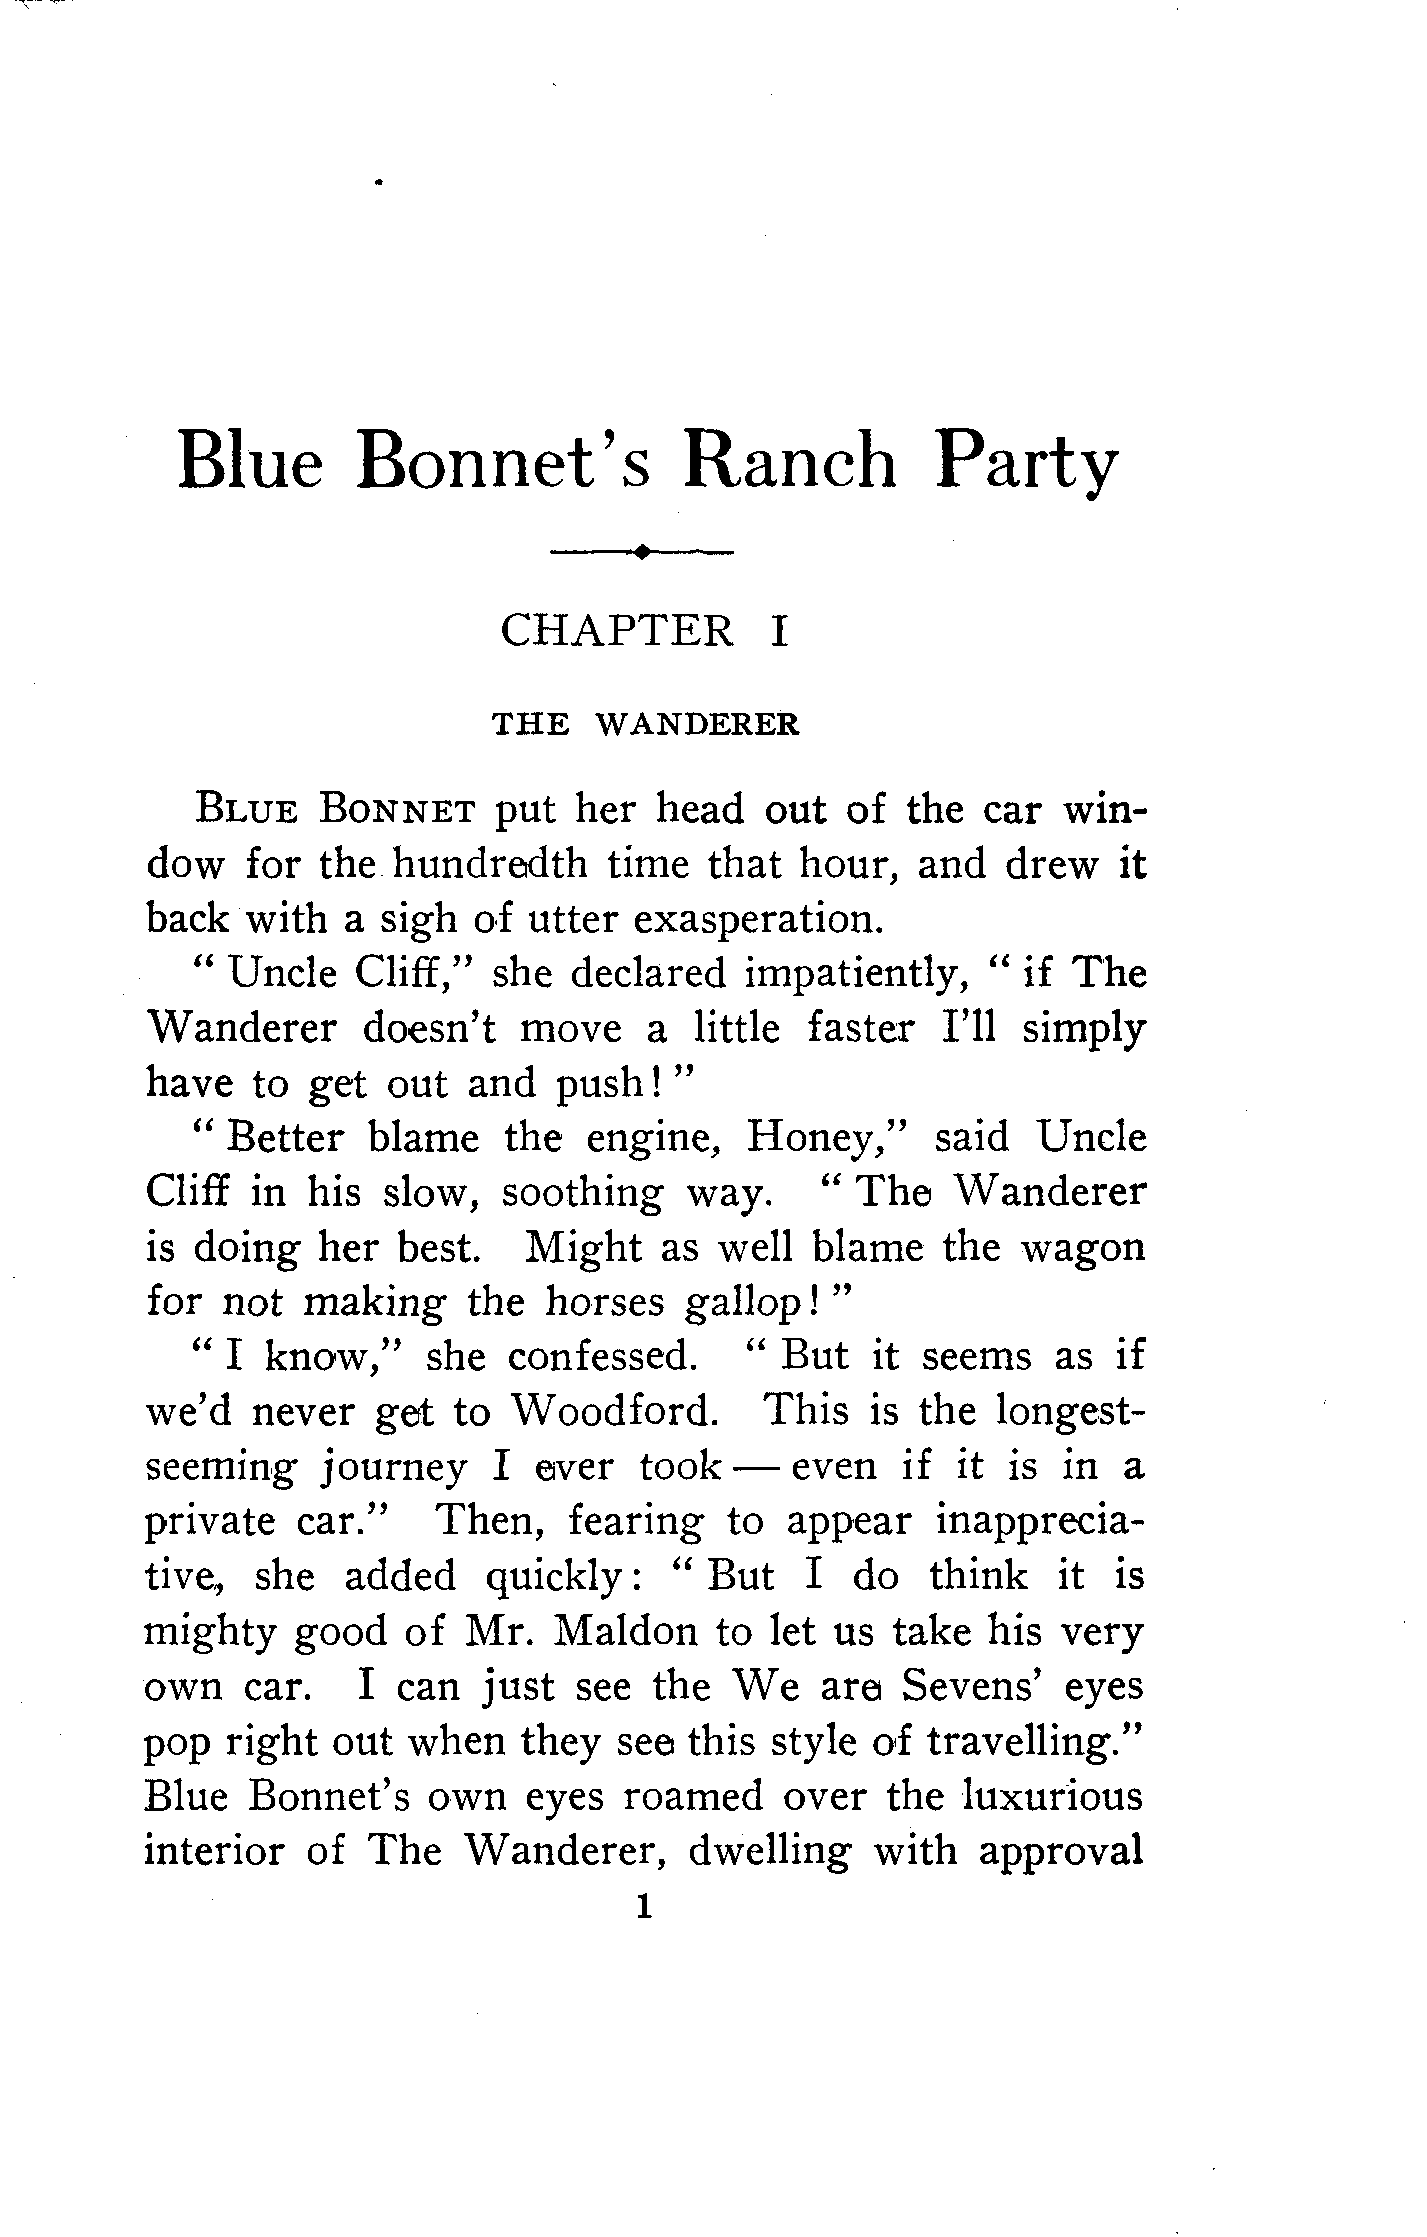 Blue Bonnet's Ranch Party
CHAPTER I
THE WANDERER
BLUE BONNET put her head out of the car win-
dow for the hundredth time that hour, and drew it
back with a sigh of utter exasperation.
" Uncle Cliff," she declared impatiently, " if The
Wanderer doesn't move a little faster I'll simply
have to get out and push! "
" Better blame the engine, Honey," said Uncle
Cliff in his slow, soothing way. " The Wanderer
is doing her best. Might as well blame the wagon
for not making the horses gallop! "
" I know," she confessed. " But it seems as if
we'd never get to Woodford. This is the longest-
seeming journey I ever took — even if it is in a
private car." Then, fearing to appear inapprecia-
tive, she added quickly: " But I do think it is
mighty good of Mr. Maldon to let us take his very
own car. I can just see the We are Sevens' eyes
pop right out when they see this style of travelling."
Blue Bonnet's own eyes roamed over the luxurious
interior of The Wanderer, dwelling with approval
1